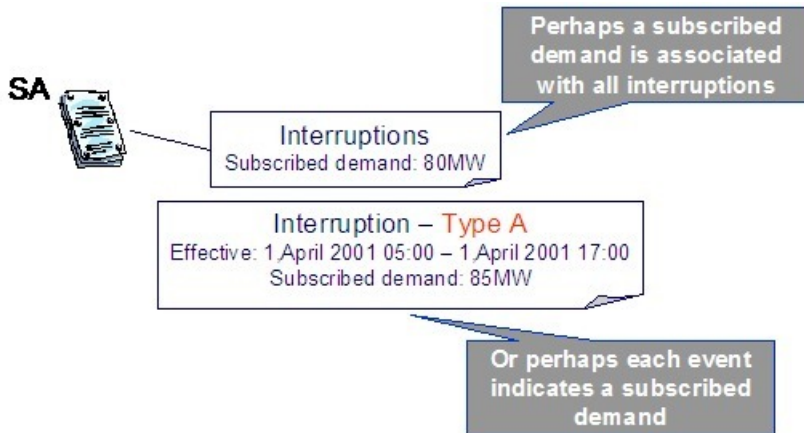 Perhaps a subscribed
demand is associated
with all interruptions
SA
Interruptions
Subscribed demand: 80MW
Interruption – Type A
Effective: 1,April 2001 05:00 – 1,April 2001 17:00
Subscribed demand: 85MW
Or perhaps each event
indicates a subscribed
demand